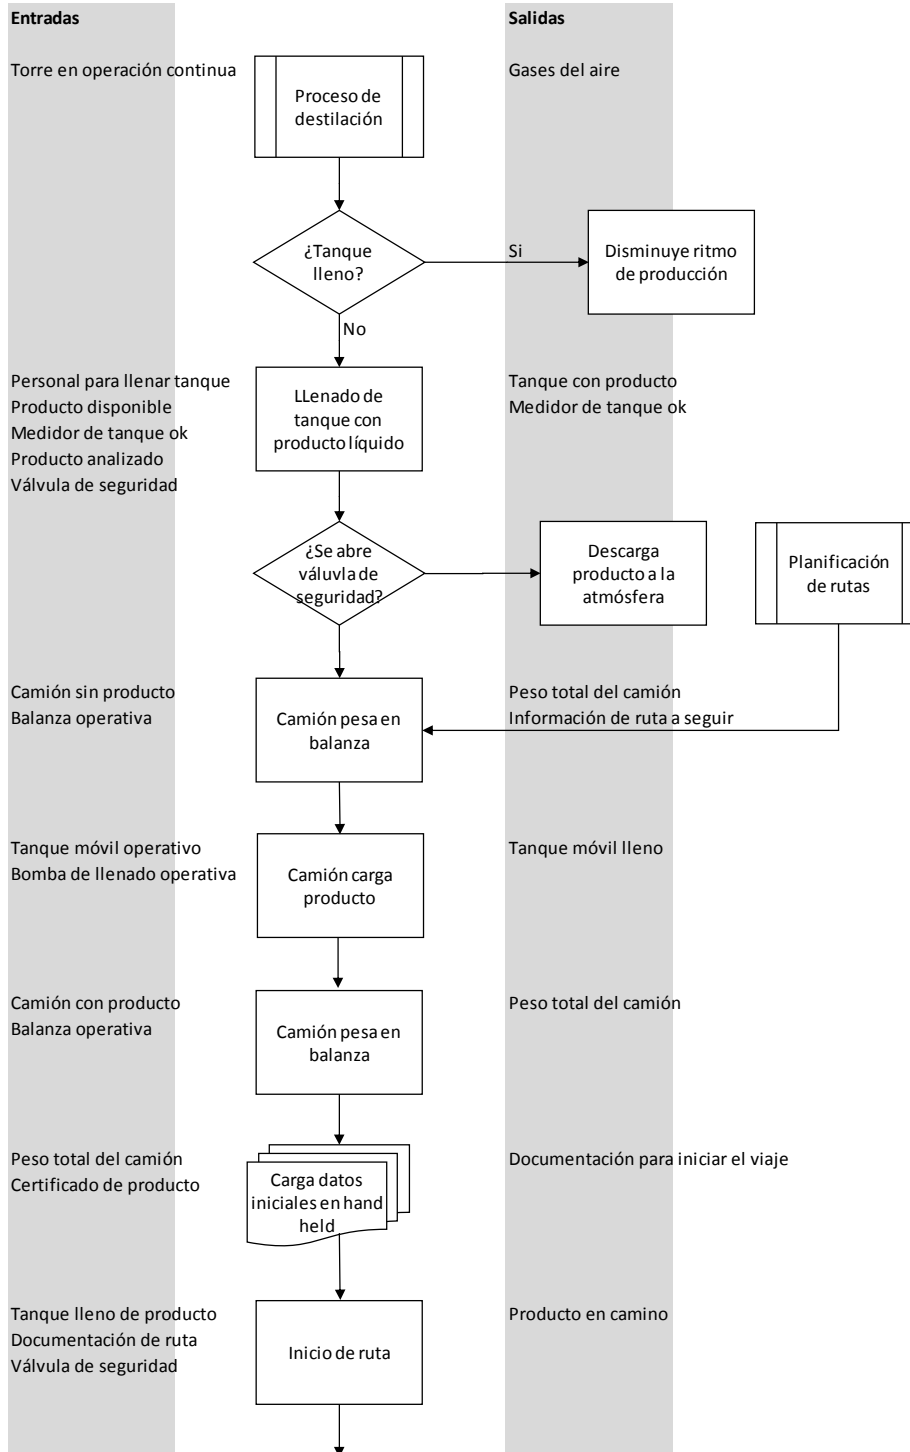 Entradas
Salidas
Torre en operación continua
Proceso de
destilación
Gases del aire
¿Tanque
lleno?
Si
Disminuye ritmo
de producción
No
Personal para llenar tanque
Producto disponible
Medidor de tanque ok
Producto analizado
Válvula de seguridad
LLenado de
tanque con
producto líquido
Tanque con producto
Medidor de tanque ok
¿Se abre
váluvla de
seguridad?
Descarga
producto a la
atmósfera
Planificación
de rutas
Camión sin producto
Balanza operativa
Camión pesa en
balanza
Peso total del camión
Información de ruta a seguir
Tanque móvil operativo
Bomba de llenado operativa
Camión carga
producto
Tanque móvil lleno
Camión con producto
Balanza operativa
Camión pesa en
balanza
Peso total del camión
Peso total del camión
Certificado de producto
Carga datos
iniciales en hand
held
Documentación para iniciar el viaje
Tanque lleno de producto
Documentación de ruta
Válvula de seguridad
Inicio de ruta
Producto en camino